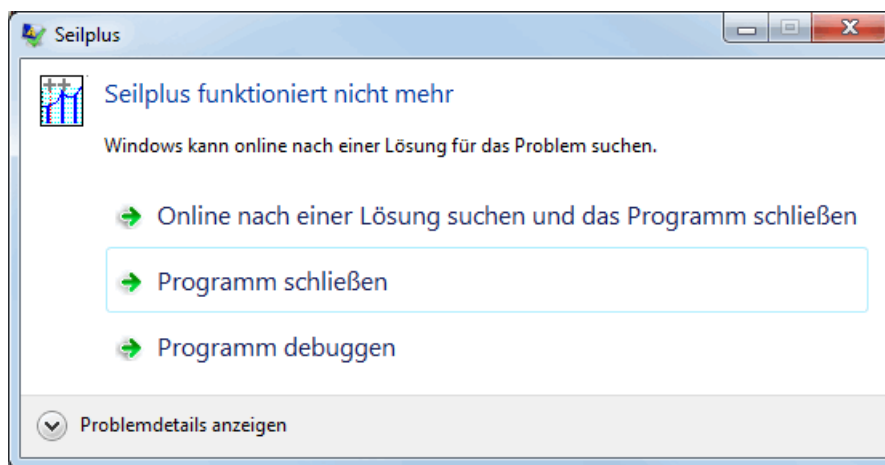 Seilplus
Seilplus funktioniert nicht mehr
Windows kann online nach einer Lösung für das Problem suchen.
Online nach einer Lösung suchen und das Programm schließen
Programm schließen
Programm debuggen
Problemdetails anzeigen